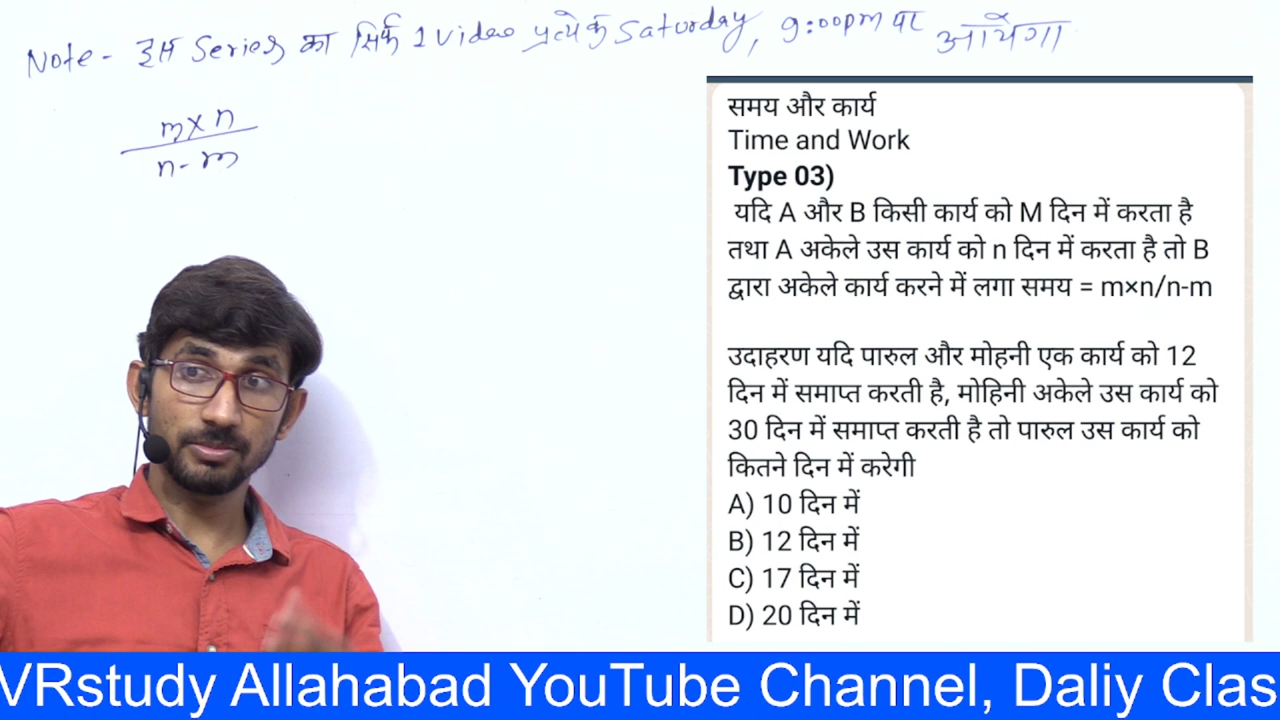 Note- इस Series का सिर्फ 1 Video प्रत्येक Saturday, 9:00pm पर आयेगा
m×n
n-m
समय और कार्य
Time and Work
Type 03)
यदि A और B किसी कार्य को M दिन में करता है
तथा A अकेले उस कार्य को n दिन में करता है तो B
द्वारा अकेले कार्य करने में लगा समय = m×n/n-m
उदाहरण यदि पारुल और मोहनी एक कार्य को 12
दिन में समाप्त करती है, मोहिनी अकेले उस कार्य को
30 दिन में समाप्त करती है तो पारुल उस कार्य को
कितने दिन में करेगी
A) 10 दिन में
B) 12 दिन में
C) 17 दिन में
D) 20 दिन में
VRstudy Allahabad YouTube Channel, Daliy Clas